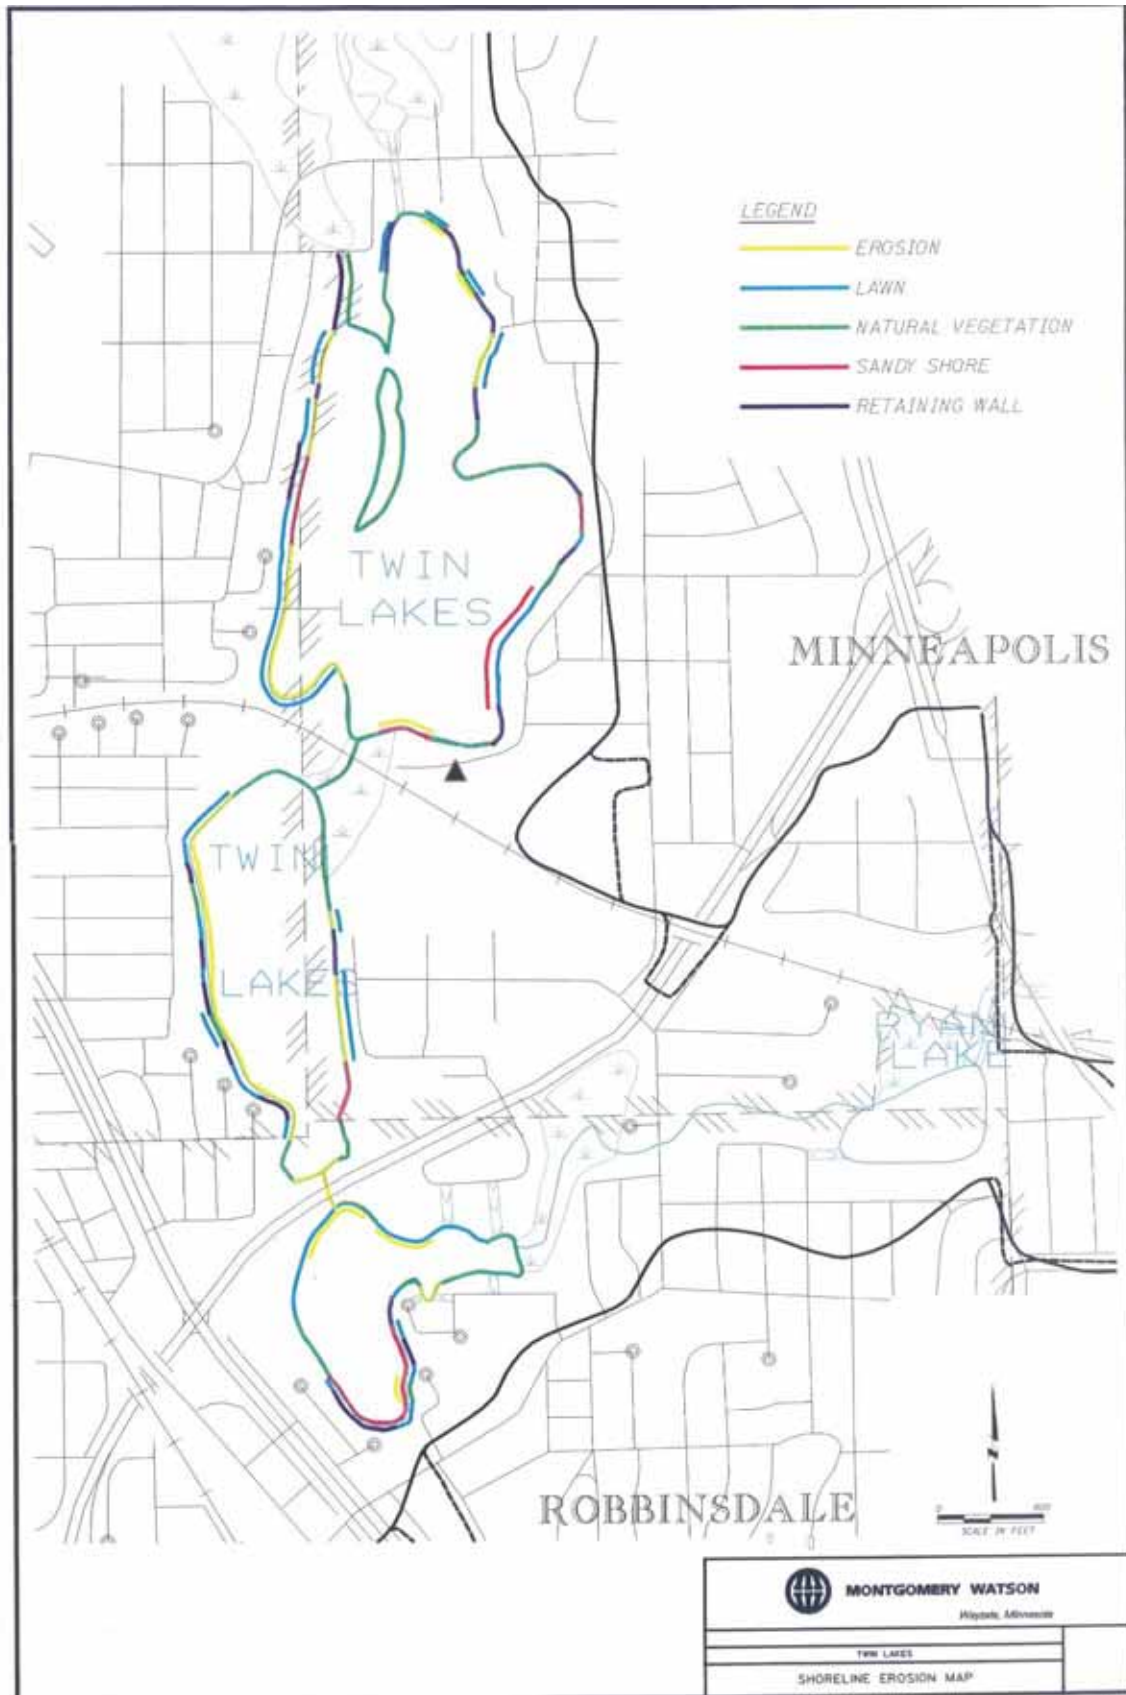 LEGEND
EROSION
LAWN
NATURAL VEGETATION
SANDY SHORE
RETAINING WALL
TWIN
LAKES
MINNEAPOLIS
TWIN
LAKES
RYAN
LAKE
ROBBINSDALE
N
0
SCALE IN FEET
MONTGOMERY WATSON
Minnesota
TWIN LAKES
SHORELINE EROSION MAP